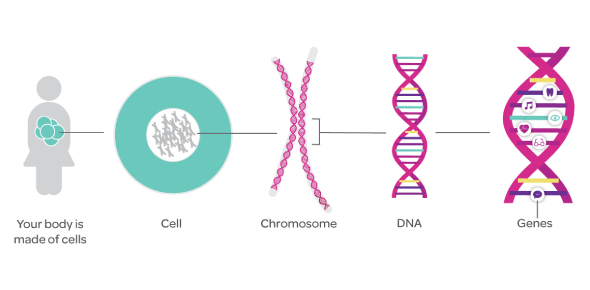 Your body is
made of cells
Cell
Chromosome
DNA
Genes